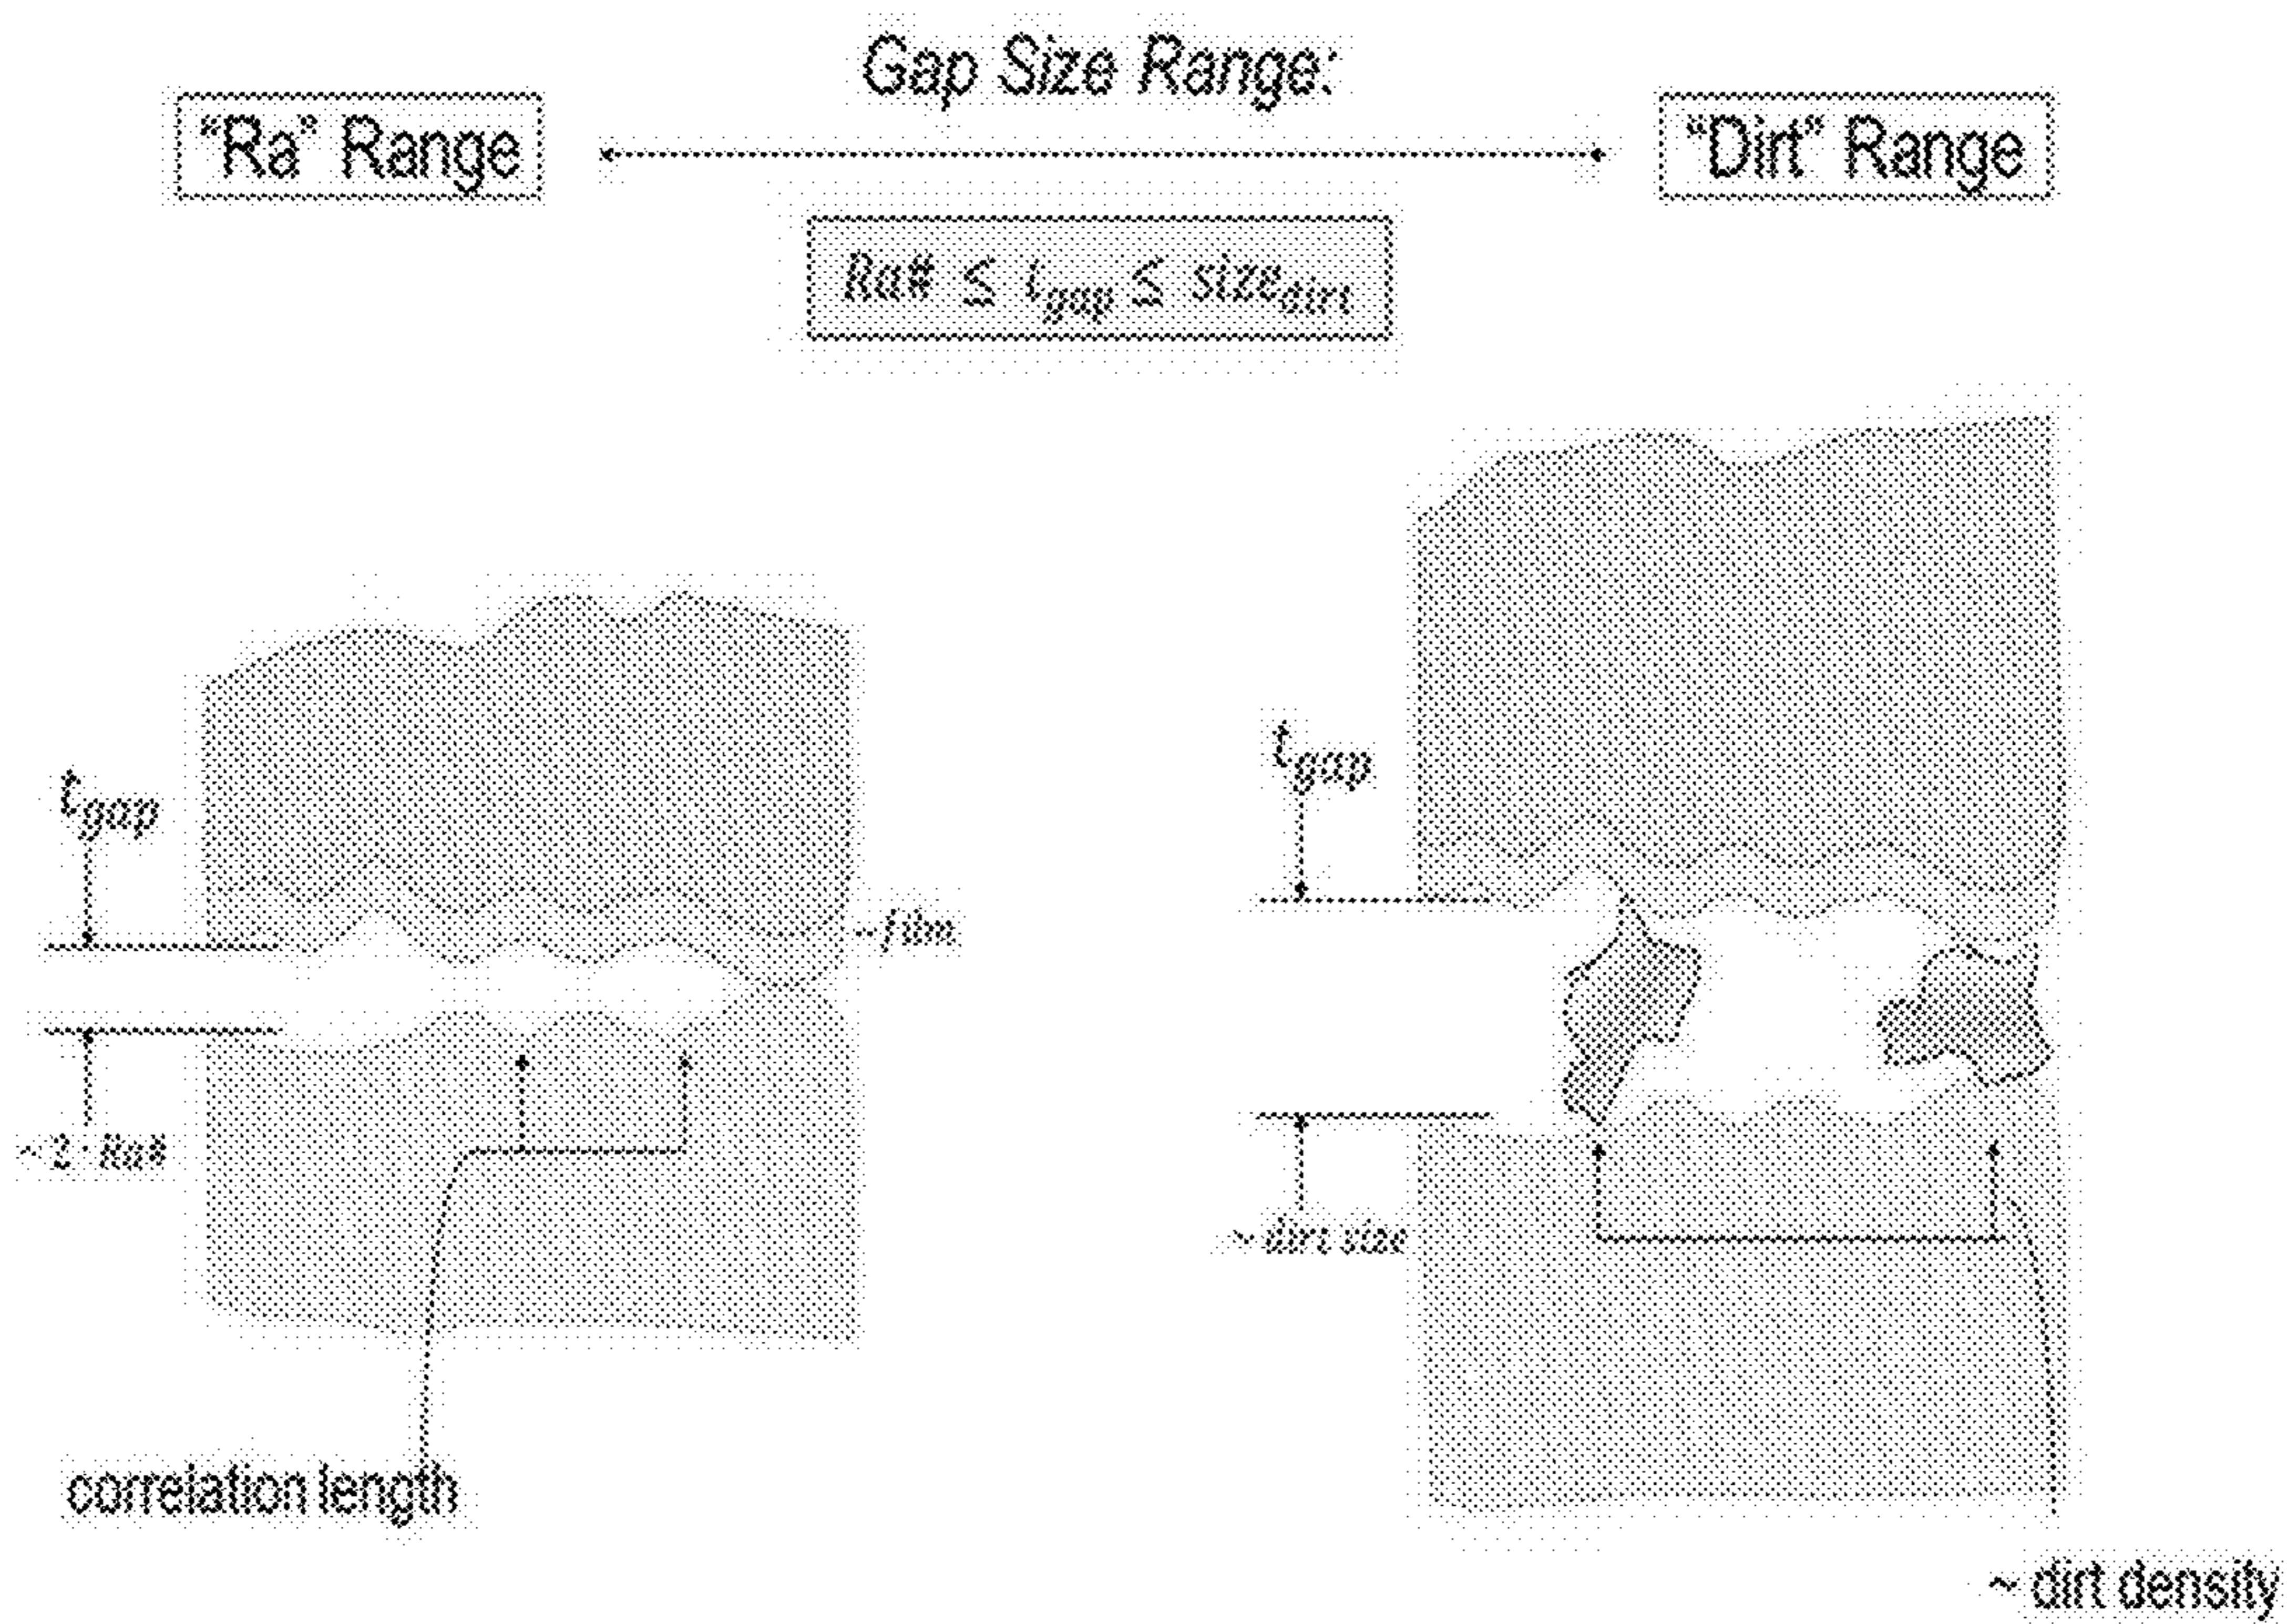 Gap Size Range:
"Ra" Range
"Dirt" Range
Ra# ≤ t_gap ≤ size_dirt
t_gap
t_gap
~film
~ 2 · Ra#
~ dirt size
correlation length
~ dirt density